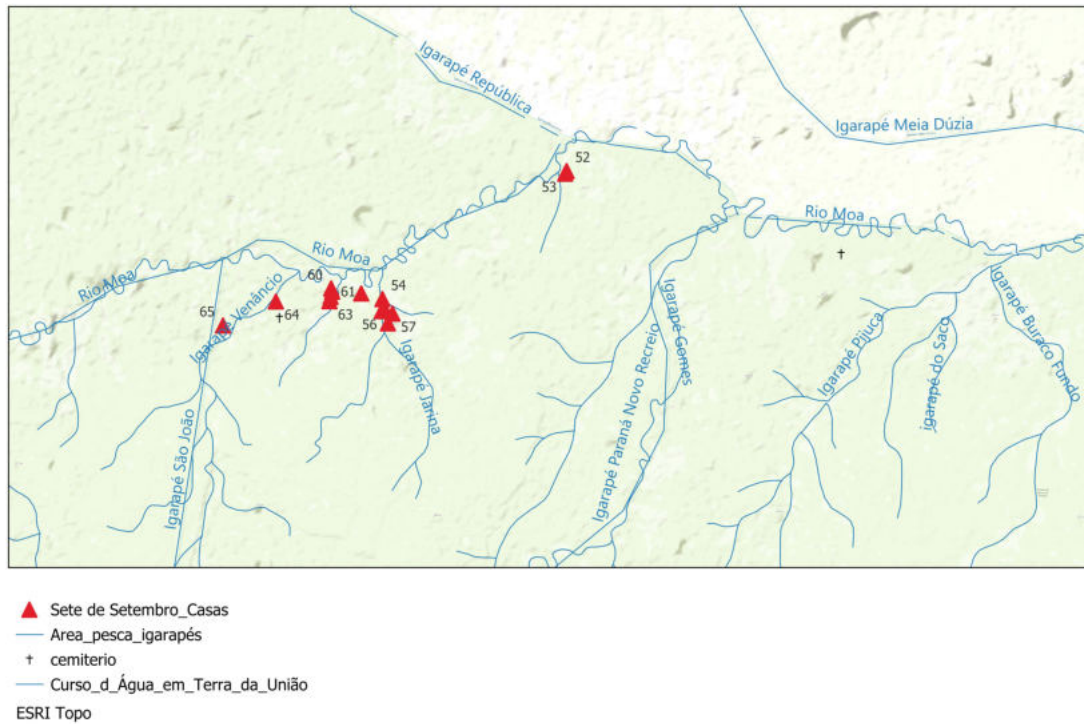 Igarapé República
Igarapé Meia Dúzia
52
53
Rio Moa
Rio Moa
Rio Moa
60
61
54
65
Igarapé Venâncio
64
63
56
57
Igarapé Jarina
Igarapé São João
Igarapé Paraná Novo Recreio
Igarapé Gomes
Igarapé Pijuca
igarapé do Saco
Igarapé Buraco Fundo
Sete de Setembro_Casas
Area_pesca_igarapés
cemiterio
Curso_d_Água_em_Terra_da_União
ESRI Topo